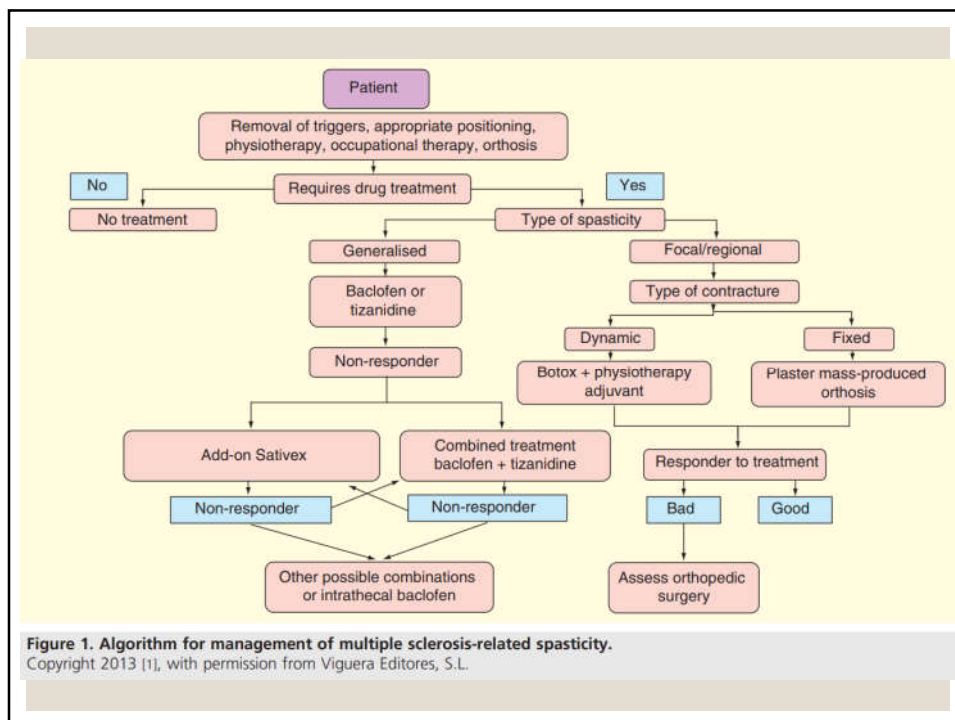 Patient
Removal of triggers, appropriate positioning,
physiotherapy, occupational therapy, orthosis
No
Requires drug treatment
Yes
No treatment
Type of spasticity
Generalised
Focal/regional
Baclofen or
tizanidine
Type of contracture
Non-responder
Dynamic
Fixed
Botox + physiotherapy
adjuvant
Plaster mass-produced
orthosis
Add-on Sativex
Combined treatment
baclofen + tizanidine
Responder to treatment
Non-responder
Non-responder
Bad
Good
Other possible combinations
or intrathecal baclofen
Assess orthopedic
surgery
Figure 1. Algorithm for management of multiple sclerosis-related spasticity.
Copyright 2013 [1], with permission from Viguera Editores, S.L.